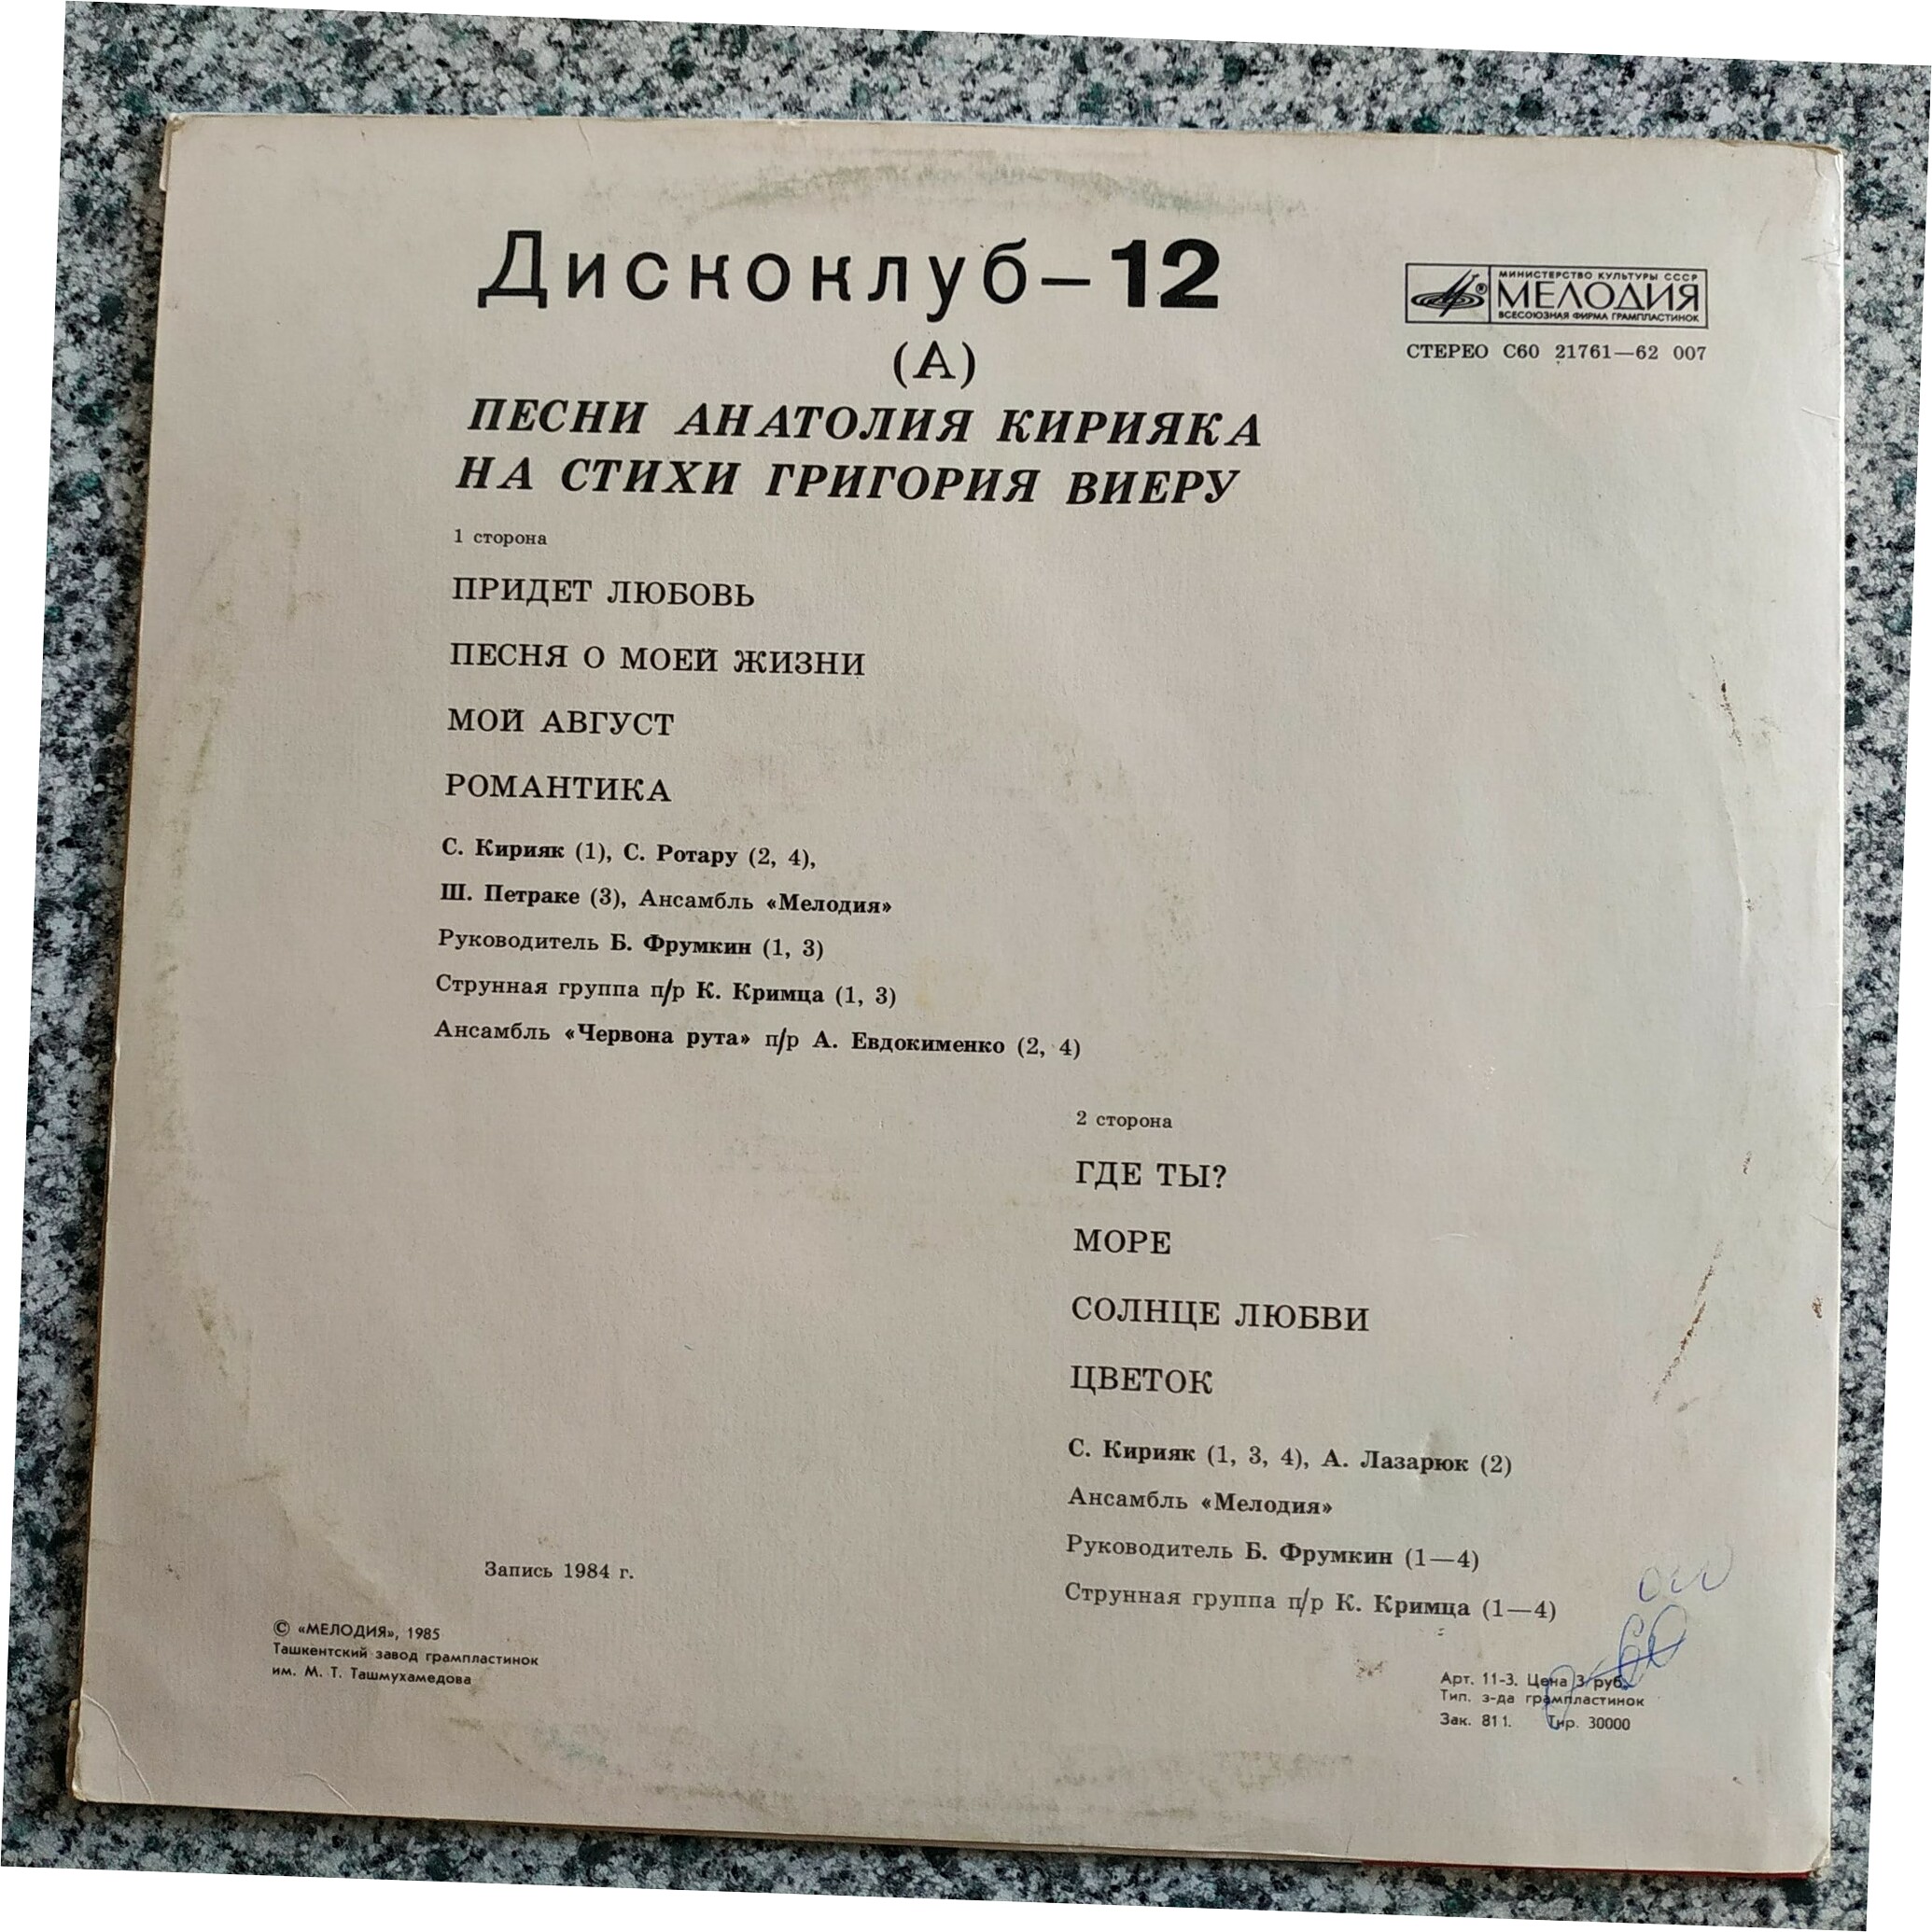 Дискоклуб–12
МИНИСТЕРСТВО КУЛЬТУРЫ СССР
МЕЛОДИЯ
ВСЕСОЮЗНАЯ ФИРМА ГРАМПЛАСТИНОК
СТЕРЕО С60 21761—62 007
(А)
ПЕСНИ АНАТОЛИЯ КИРИЯКА
НА СТИХИ ГРИГОРИЯ ВИЕРУ
1 сторона
ПРИДЕТ ЛЮБОВЬ
ПЕСНЯ О МОЕЙ ЖИЗНИ
МОЙ АВГУСТ
РОМАНТИКА
С. Кирияк (1), С. Ротару (2, 4),
Ш. Петраке (3), Ансамбль «Мелодия»
Руководитель Б. Фрумкин (1, 3)
Струнная группа п/р К. Кримца (1, 3)
Ансамбль «Червона рута» п/р А. Евдокименко (2, 4)
2 сторона
ГДЕ ТЫ?
МОРЕ
СОЛНЦЕ ЛЮБВИ
ЦВЕТОК
С. Кирияк (1, 3, 4), А. Лазарюк (2)
Ансамбль «Мелодия»
Руководитель Б. Фрумкин (1—4)
Струнная группа п/р К. Кримца (1—4)
Запись 1984 г.
© «МЕЛОДИЯ», 1985
Ташкентский завод грампластинок
им. М. Т. Ташмухамедова
Арт. 11-3. Цена 3 руб.
Тип. з-да грампластинок
Зак. 811. Тир. 30000